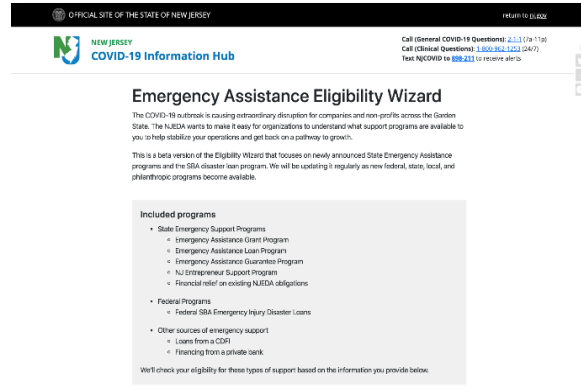 OFFICIAL SITE OF THE STATE OF NEW JERSEY
return to nj.gov
NEW JERSEY
COVID-19 Information Hub
Call (General COVID-19 Questions): 2-1-1 (7a-11p)
Call (Clinical Questions): 1-800-962-1253 (24/7)
Text NJCOVID to 898-211 to receive alerts
Emergency Assistance Eligibility Wizard
The COVID-19 outbreak is causing extraordinary disruption for companies and non-profits across the Garden
State. The NJEDA wants to make it easy for organizations to understand what support programs are available to
you to help stabilize your operations and get back on a pathway to growth.
This is a beta version of the Eligibility Wizard that focuses on newly announced State Emergency Assistance
programs and the SBA disaster loan program. We will be updating it regularly as new federal, state, local, and
philanthropic programs become available.
Included programs
• State Emergency Support Programs
◦ Emergency Assistance Grant Program
◦ Emergency Assistance Loan Program
◦ Emergency Assistance Guarantee Program
◦ NJ Entrepreneur Support Program
◦ Financial relief on existing NJEDA obligations
• Federal Programs
◦ Federal SBA Emergency Injury Disaster Loans
• Other sources of emergency support
◦ Loans from a CDFI
◦ Financing from a private bank
We'll check your eligibility for these types of support based on the information you provide below.